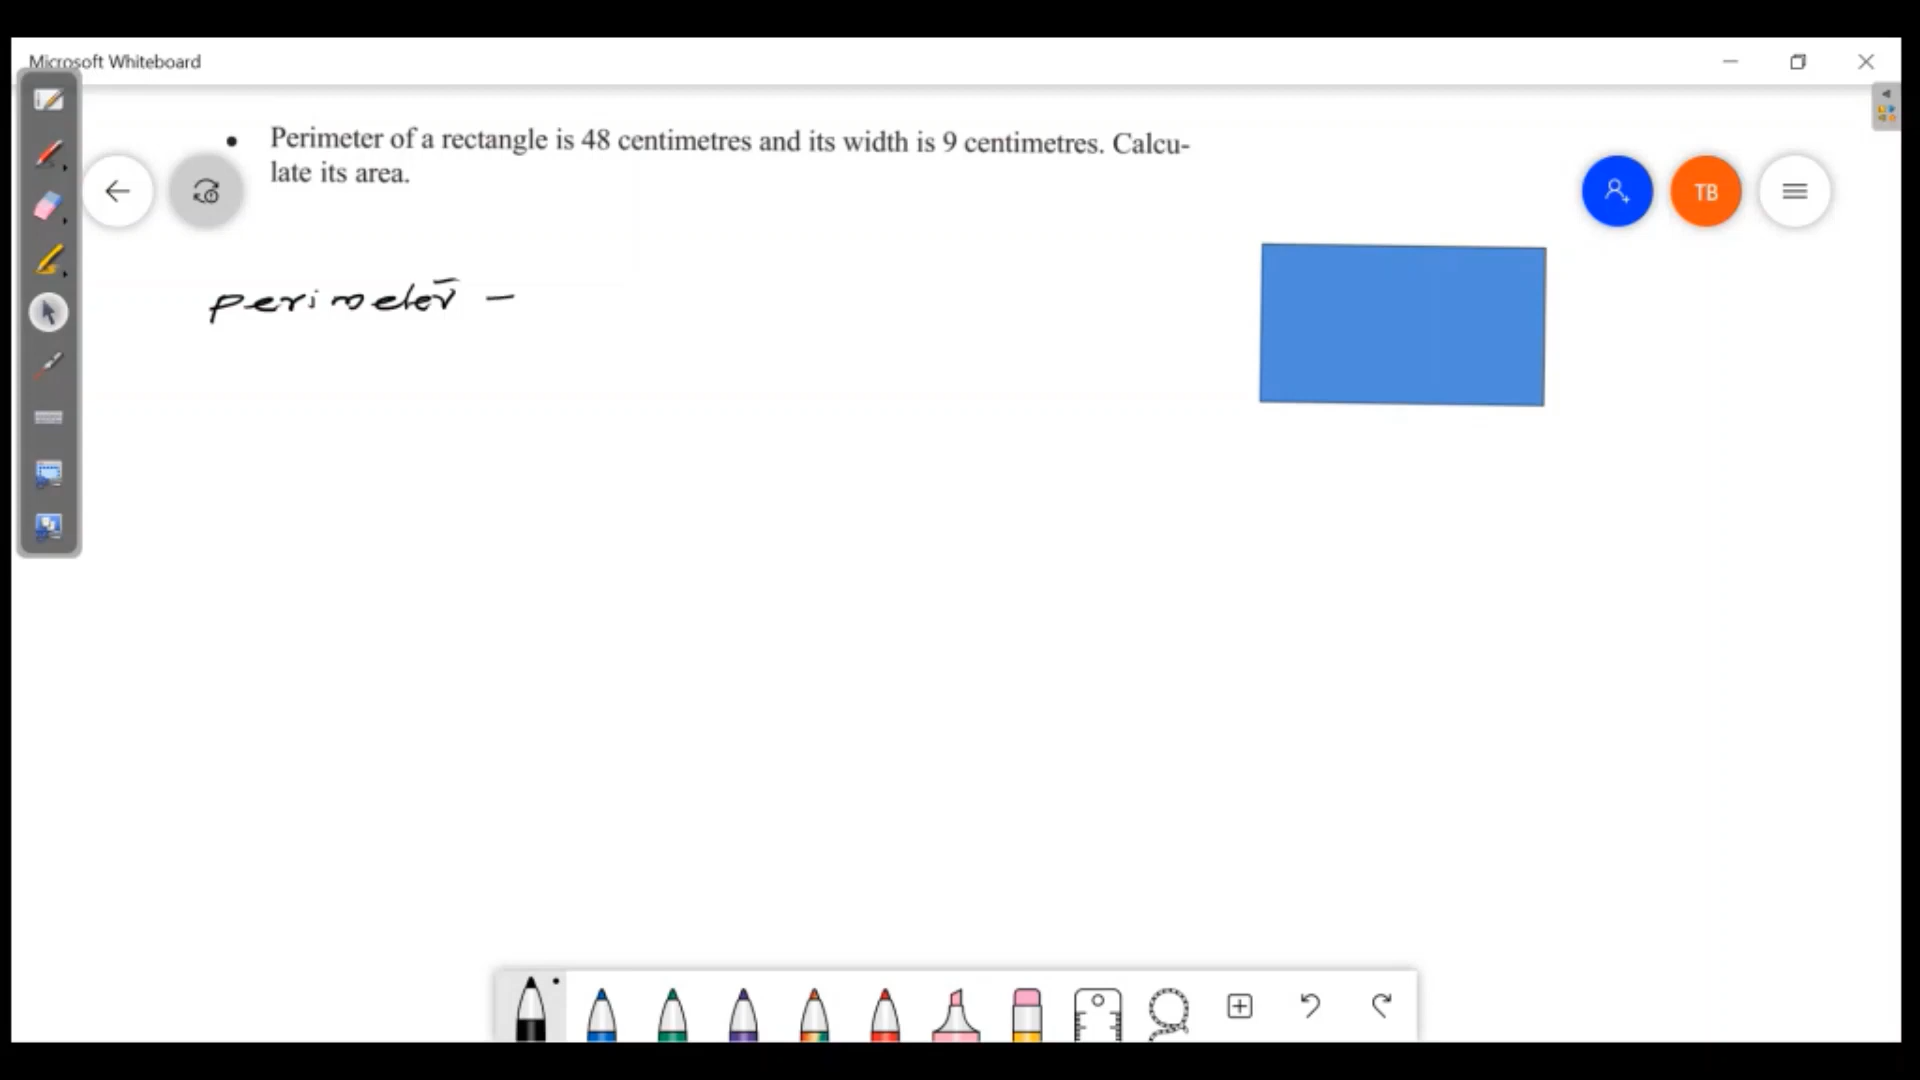 Microsoft Whiteboard
• Perimeter of a rectangle is 48 centimetres and its width is 9 centimetres. Calcu-
late its area.
TB
perimeter –